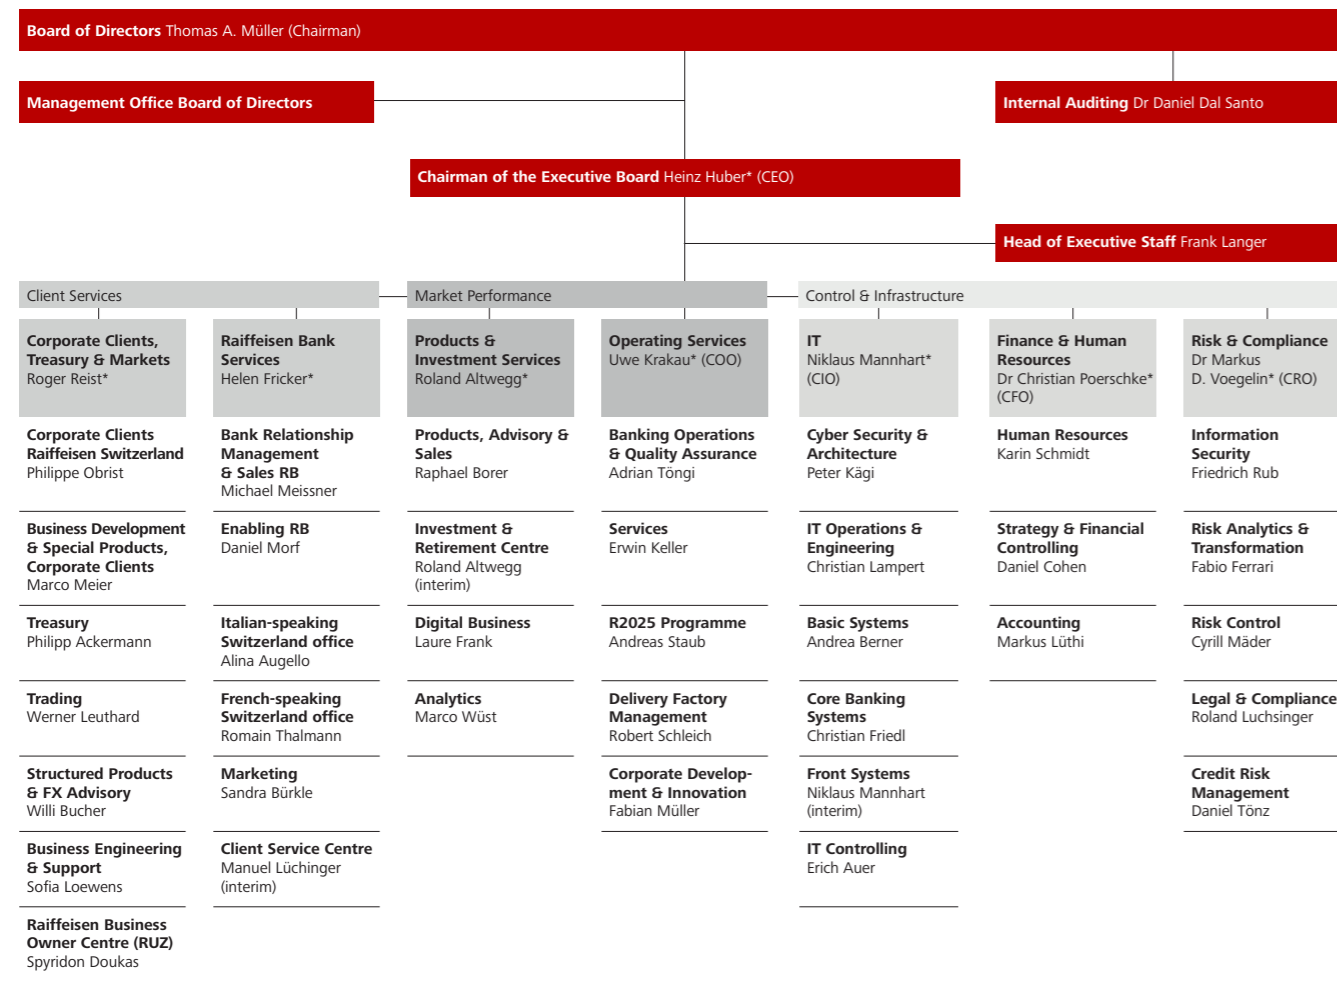 Board of Directors Thomas A. Müller (Chairman)
Management Office Board of Directors
Internal Auditing Dr Daniel Dal Santo
Chairman of the Executive Board Heinz Huber* (CEO)
Head of Executive Staff Frank Langer
Client Services
Market Performance
Control & Infrastructure
Corporate Clients,
Treasury & Markets
Roger Reist*
Corporate Clients
Raiffeisen Switzerland
Philippe Obrist
Business Development
& Special Products,
Corporate Clients
Marco Meier
Treasury
Philipp Ackermann
Trading
Werner Leuthard
Structured Products
& FX Advisory
Willi Bucher
Business Engineering
& Support
Sofia Loewens
Raiffeisen Business
Owner Centre (RUZ)
Spyridon Doukas
Raiffeisen Bank
Services
Helen Fricker*
Bank Relationship
Management
& Sales RB
Michael Meissner
Enabling RB
Daniel Morf
Italian-speaking
Switzerland office
Alina Augello
French-speaking
Switzerland office
Romain Thalmann
Marketing
Sandra Bürkle
Client Service Centre
Manuel Lüchinger
(interim)
Products &
Investment Services
Roland Altwegg*
Products, Advisory &
Sales
Raphael Borer
Investment &
Retirement Centre
Roland Altwegg
(interim)
Digital Business
Laure Frank
Analytics
Marco Wüst
Operating Services
Uwe Krakau* (COO)
Banking Operations
& Quality Assurance
Adrian Töngi
Services
Erwin Keller
R2025 Programme
Andreas Staub
Delivery Factory
Management
Robert Schleich
Corporate Develop-
ment & Innovation
Fabian Müller
IT
Niklaus Mannhart*
(CIO)
Cyber Security &
Architecture
Peter Kägi
IT Operations &
Engineering
Christian Lampert
Basic Systems
Andrea Berner
Core Banking
Systems
Christian Friedl
Front Systems
Niklaus Mannhart
(interim)
IT Controlling
Erich Auer
Finance & Human
Resources
Dr Christian Poerschke*
(CFO)
Human Resources
Karin Schmidt
Strategy & Financial
Controlling
Daniel Cohen
Accounting
Markus Lüthi
Risk & Compliance
Dr Markus
D. Voegelin* (CRO)
Information
Security
Friedrich Rub
Risk Analytics &
Transformation
Fabio Ferrari
Risk Control
Cyrill Mäder
Legal & Compliance
Roland Luchsinger
Credit Risk
Management
Daniel Tönz